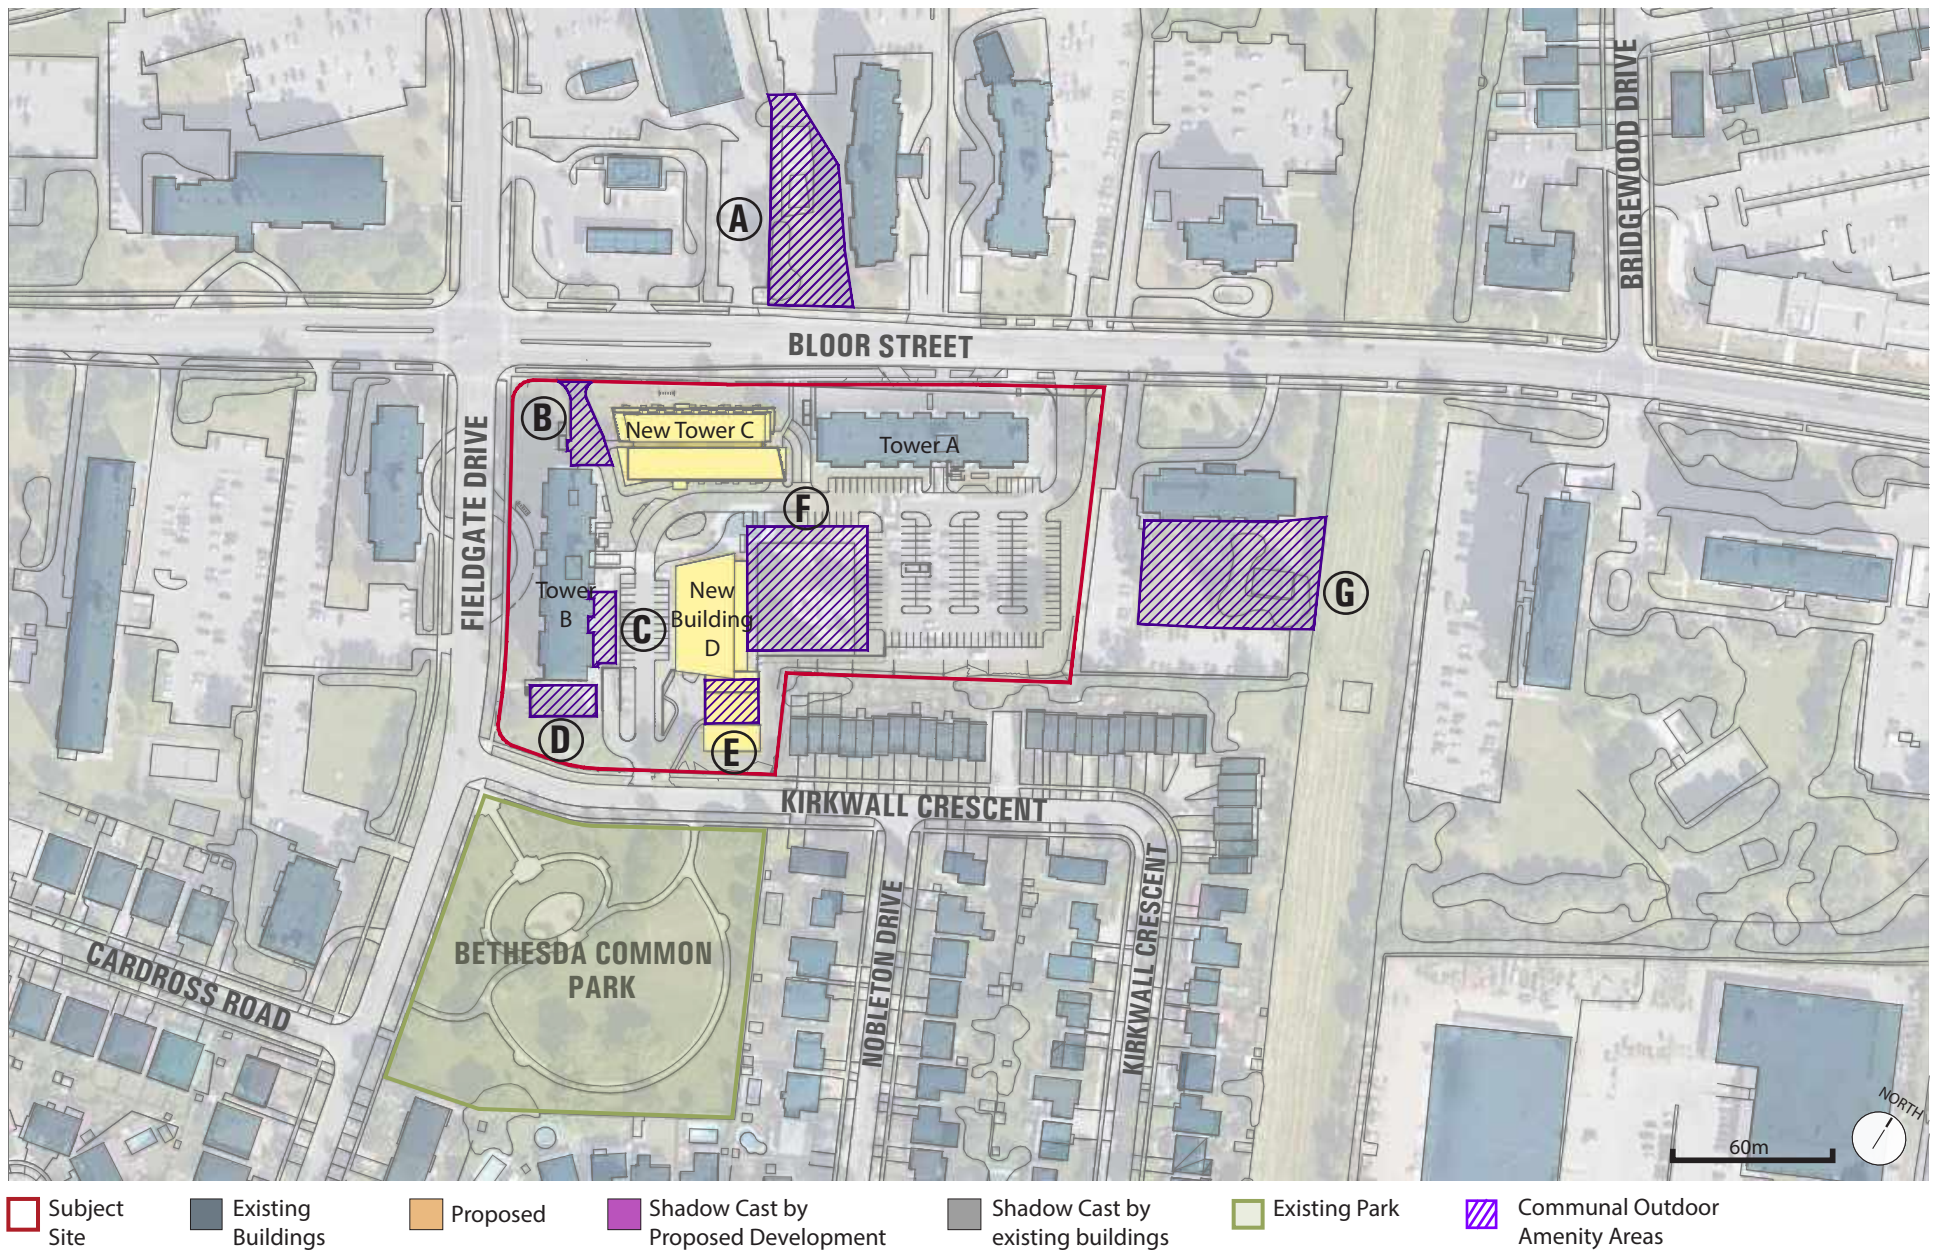 BRIDGEWOOD DRIVE
A
BLOOR STREET
B
New Tower C
Tower A
FIELDGATE DRIVE
F
Tower
B
New
Building
D
C
G
D
E
KIRKWALL CRESCENT
KIRKWALL CRESCENT
NOBLETON DRIVE
BETHESDA COMMON
PARK
CARDROSS ROAD
NORTH
60m
Subject
Site
Existing
Buildings
Proposed
Shadow Cast by
Proposed Development
Shadow Cast by
existing buildings
Existing Park
Communal Outdoor
Amenity Areas